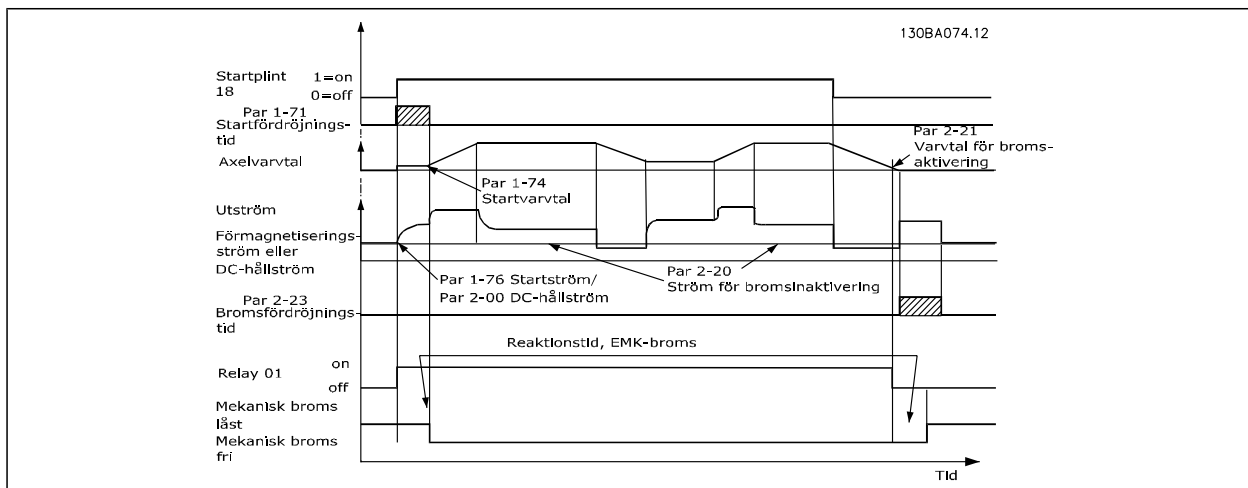 130BA074.12
Startplint 1=on
18 0=off
Par 1-71
Startfördröjnings-
tid
Axelvarvtal
Par 2-21
Varvtal för broms-
aktivering
Par 1-74
Startvarvtal
Utström
Förmagnetiserings-
ström eller
DC-hållström
Par 1-76 Startström/
Par 2-00 DC-hållström
Par 2-20
Ström för bromsinaktivering
Par 2-23
Bromsfördröjnings-
tid
Reaktionstid, EMK-broms
Relay 01 on
off
Mekanisk broms
låst
Mekanisk broms
fri
Tid